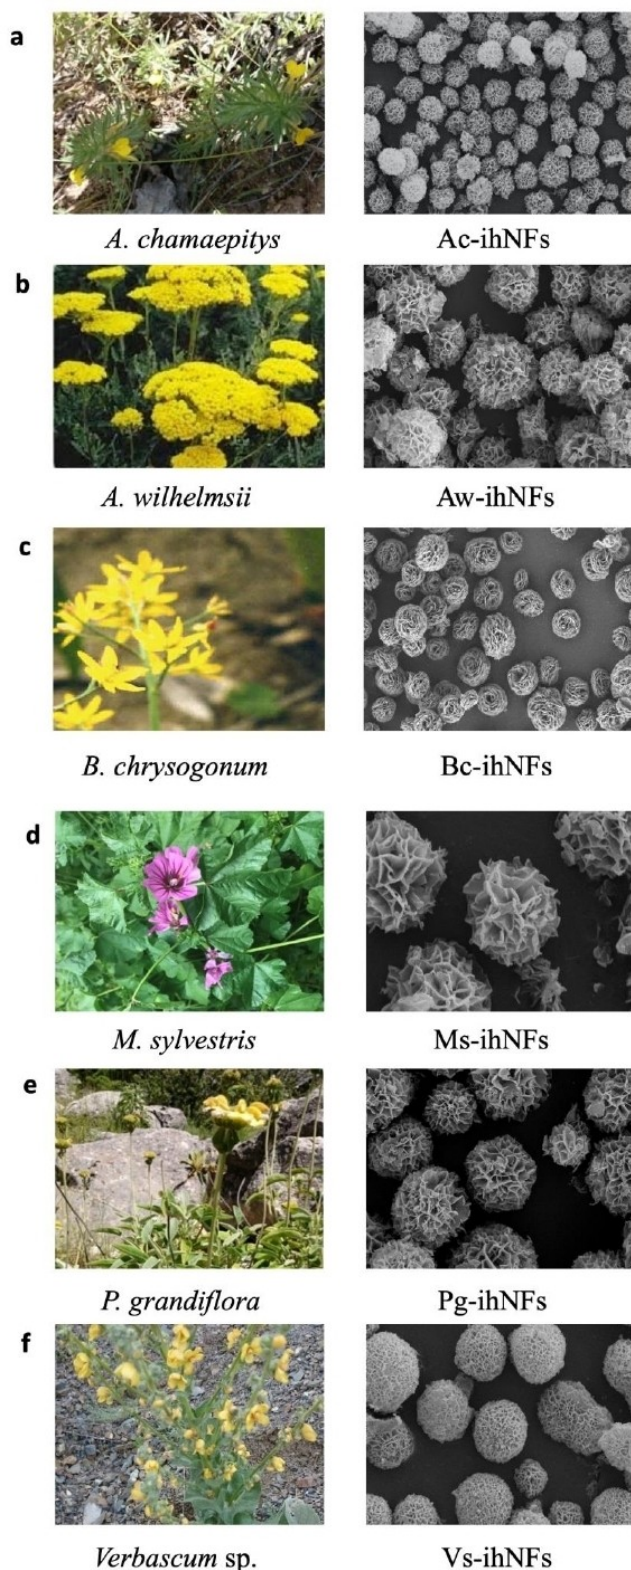 a
A. chamaepitys Ac-ihNFs
b
A. wilhelmsii Aw-ihNFs
c
B. chrysogonum Bc-ihNFs
d
M. sylvestris Ms-ihNFs
e
P. grandiflora Pg-ihNFs
f
Verbascum sp. Vs-ihNFs